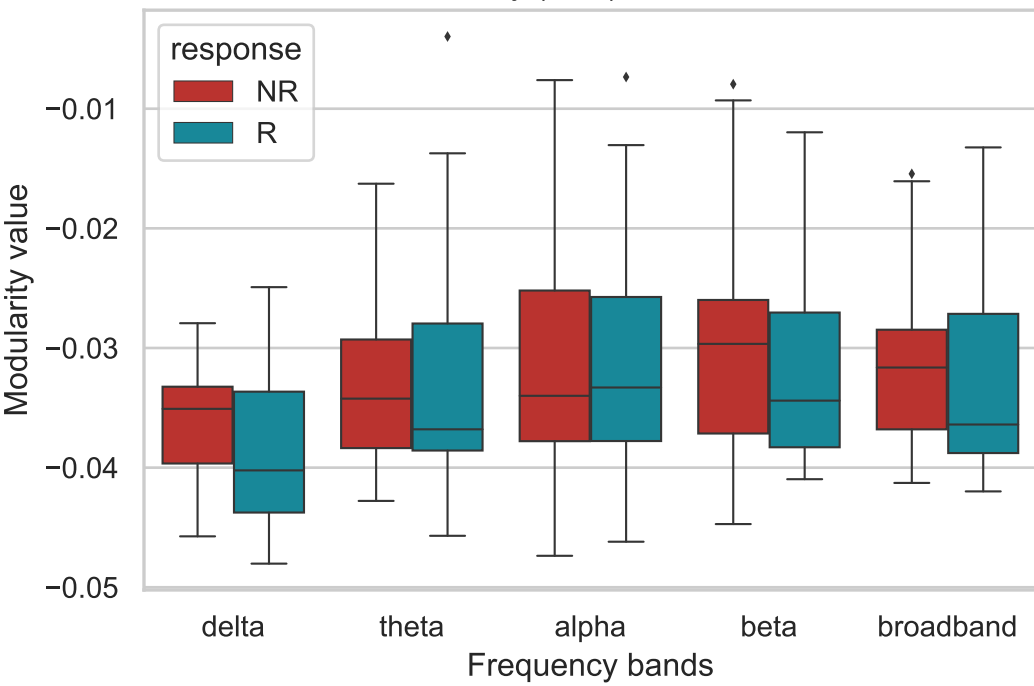 response
NR
R
−0.01
−0.02
−0.03
−0.04
−0.05
Modularity value
delta theta alpha beta broadband
Frequency bands